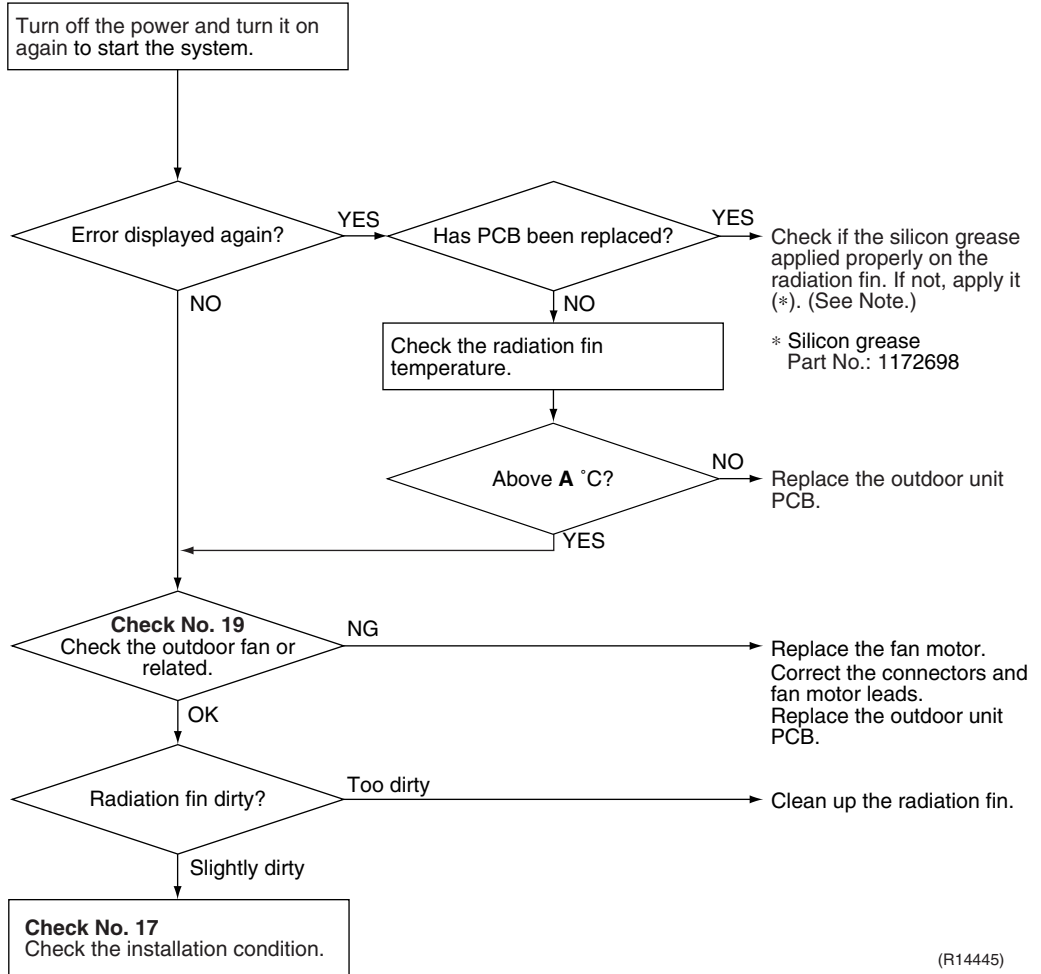 Turn off the power and turn it on
again to start the system.
Error displayed again?
YES
Has PCB been replaced?
YES
Check if the silicon grease
applied properly on the
radiation fin. If not, apply it
(*). (See Note.)
* Silicon grease
Part No.: 1172698
NO
NO
Check the radiation fin
temperature.
Above A ˚C?
NO
Replace the outdoor unit
PCB.
YES
Check No. 19
Check the outdoor fan or
related.
NG
Replace the fan motor.
Correct the connectors and
fan motor leads.
Replace the outdoor unit
PCB.
OK
Radiation fin dirty?
Too dirty
Clean up the radiation fin.
Slightly dirty
Check No. 17
Check the installation condition.
(R14445)